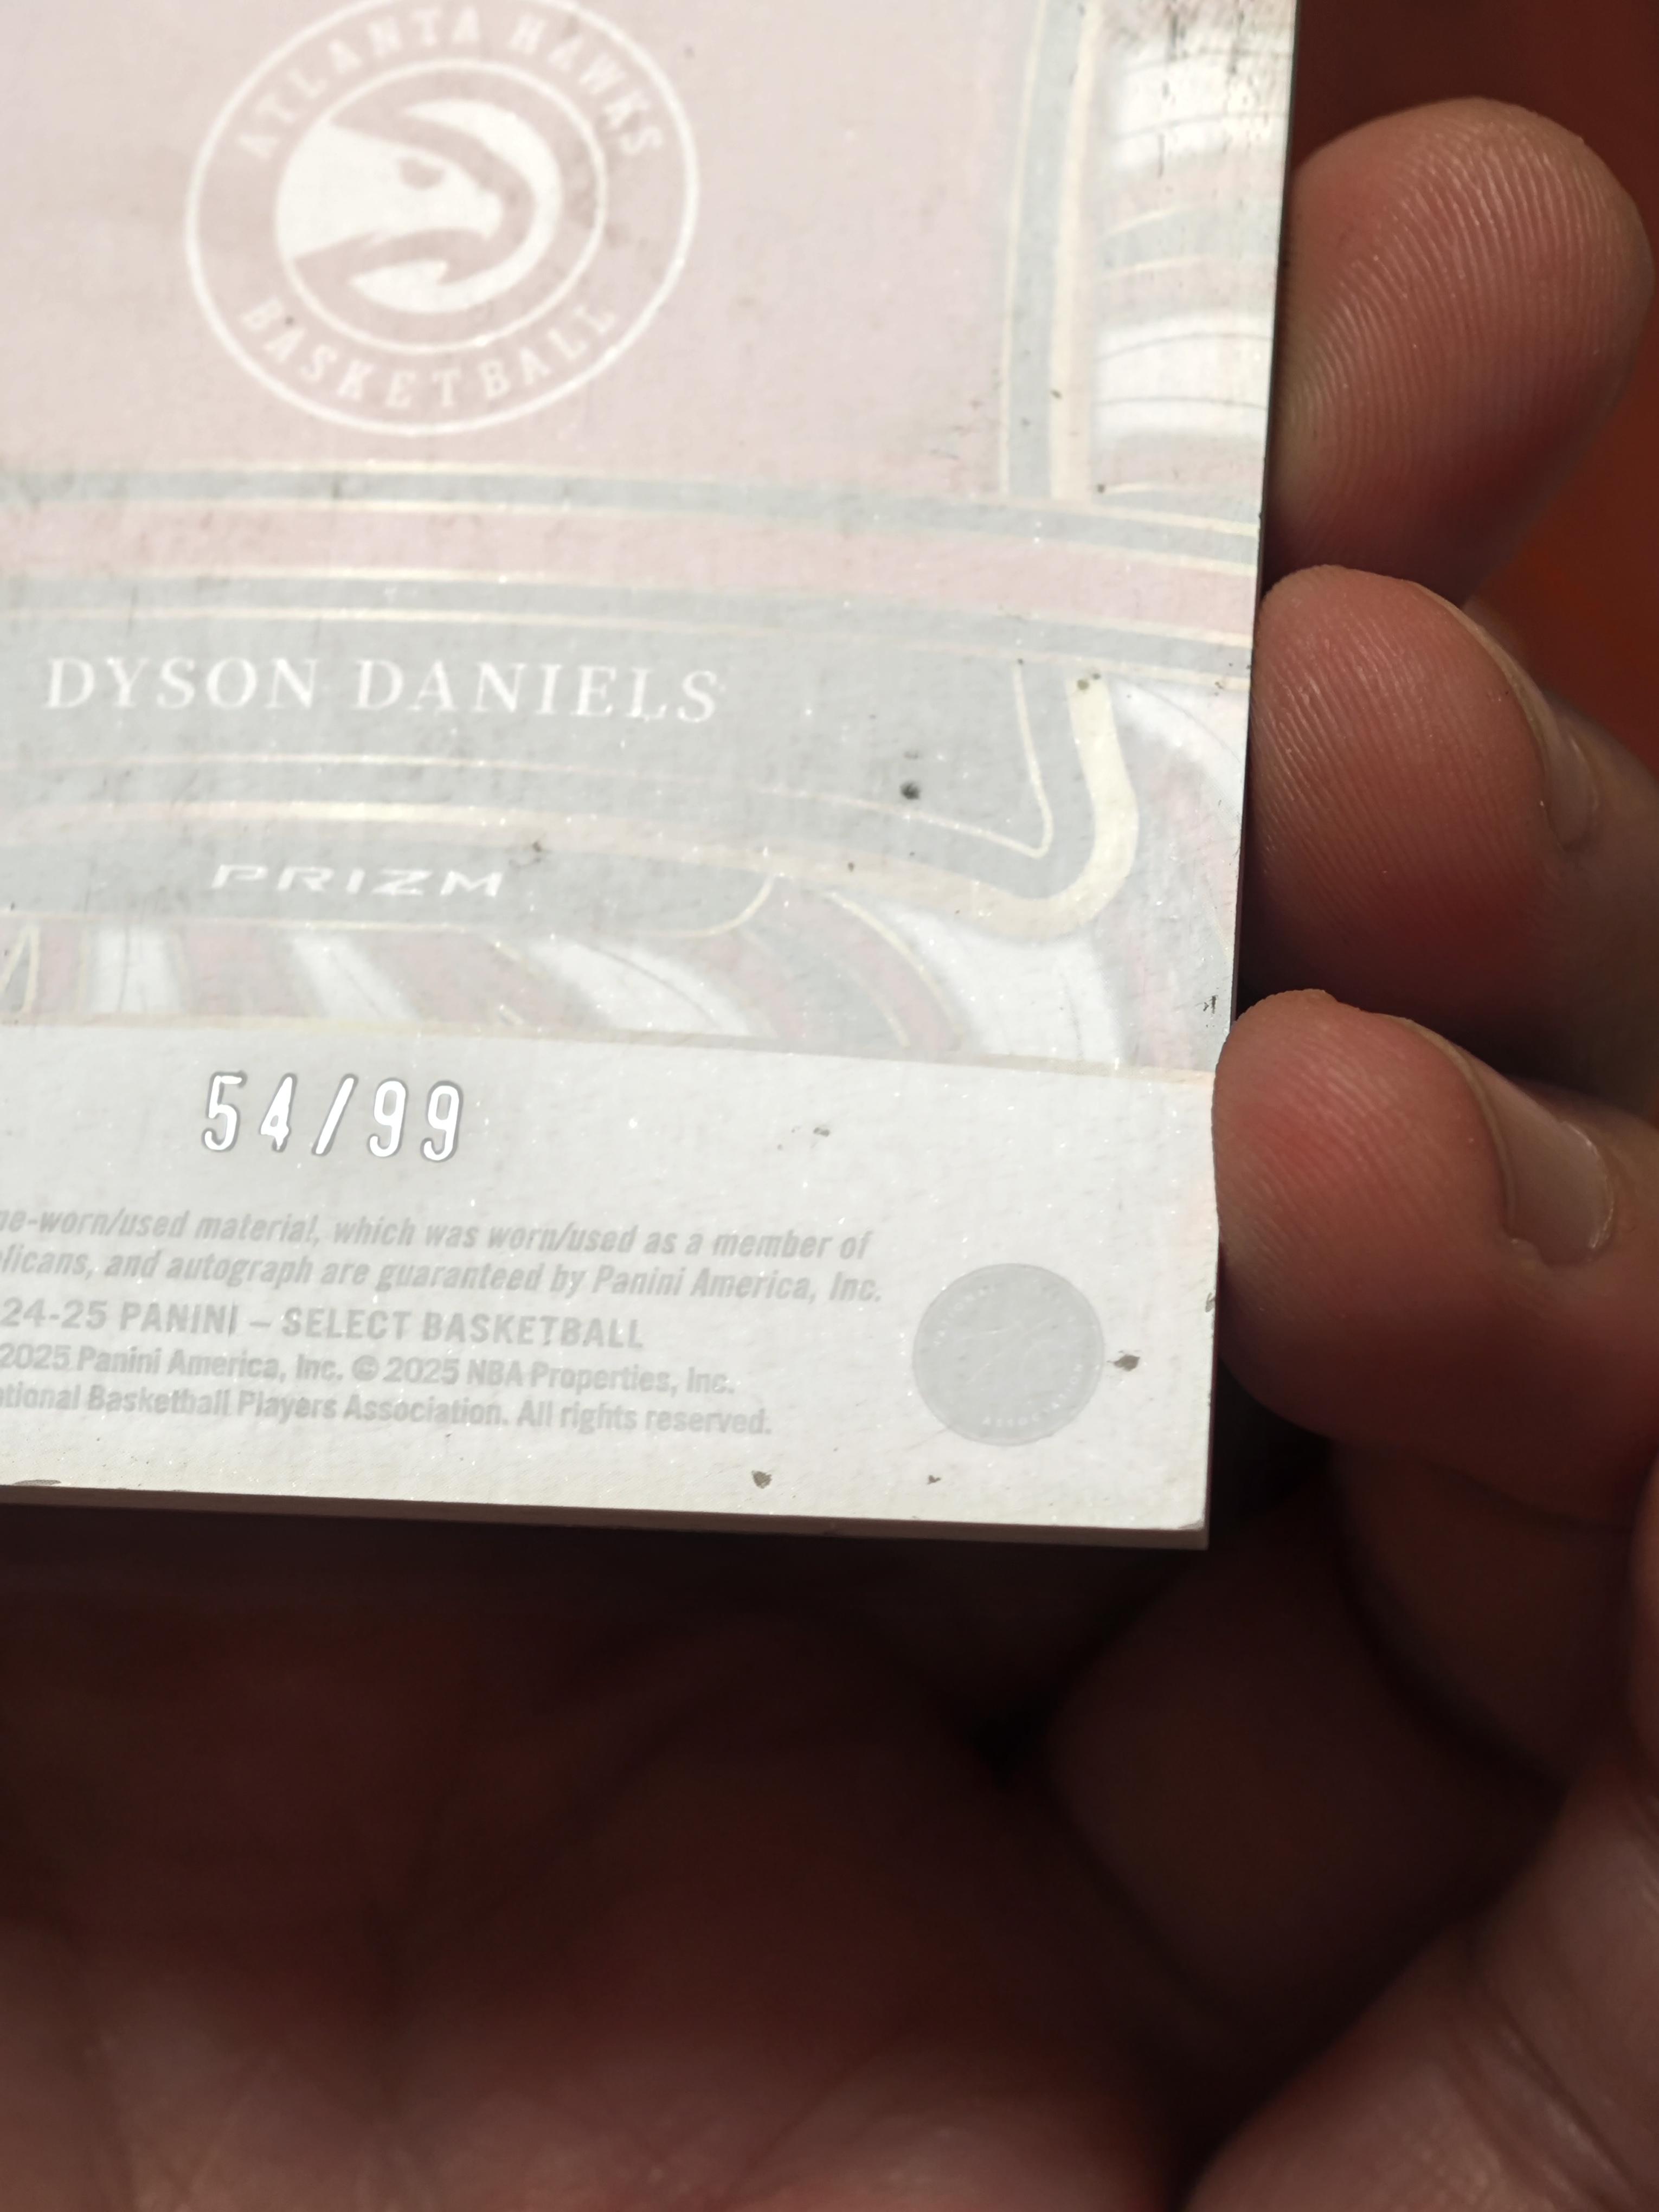 ATLANTA HAWKS
BASKETBALL
DYSON DANIELS
PRIZM
54/99
ne-worn/used material, which was worn/used as a member of
licans, and autograph are guaranteed by Panini America, Inc.
24-25 PANINI – SELECT BASKETBALL
2025 Panini America, Inc. © 2025 NBA Properties, Inc.
ational Basketball Players Association. All rights reserved.